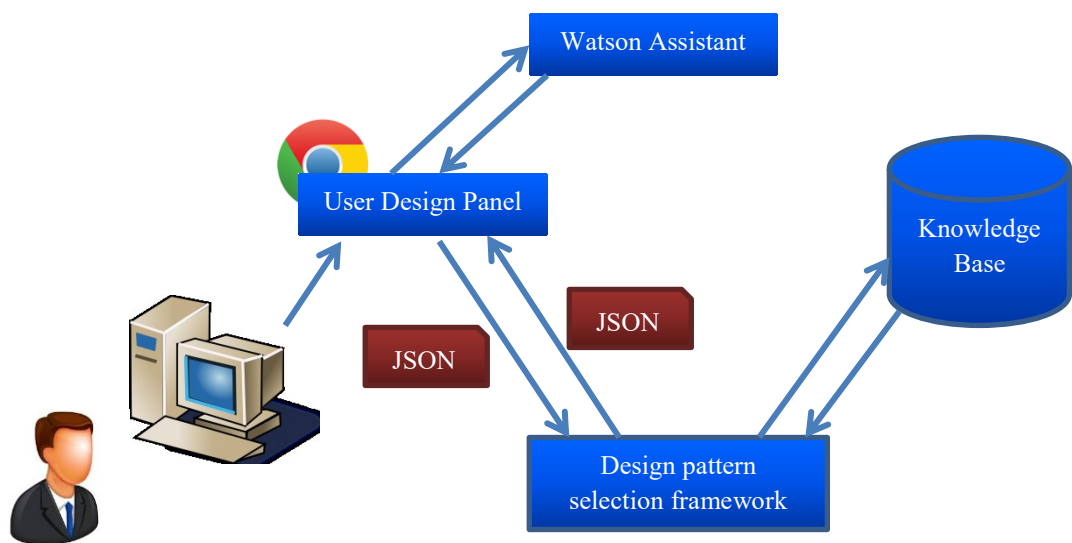 Watson Assistant
User Design Panel
Knowledge
Base
JSON
JSON
Design pattern
selection framework